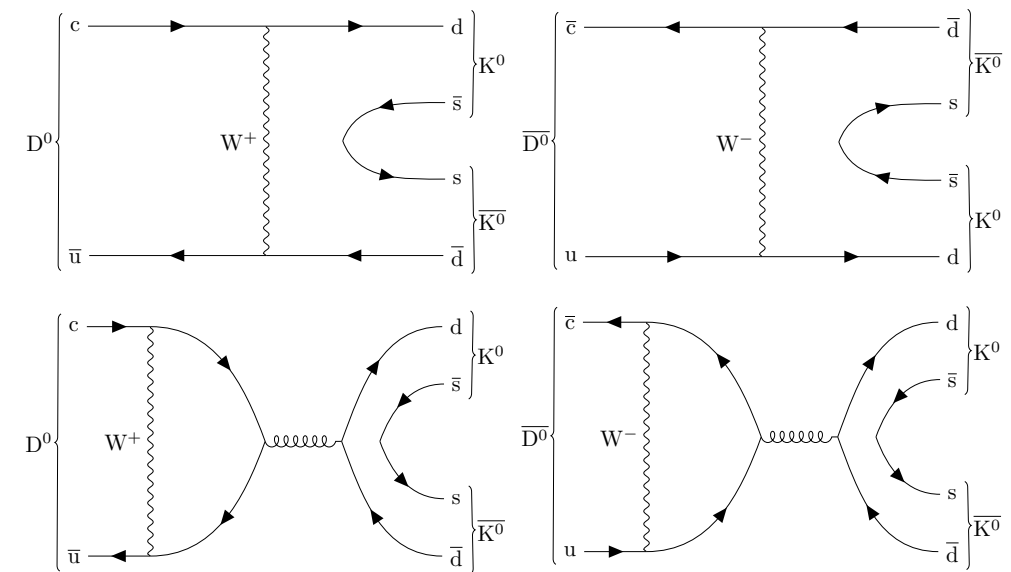 c
d
K⁰
s̅
D⁰
W⁺
s
K̅⁰
u̅
d̅
c̅
d̅
K̅⁰
s
D̅⁰
W⁻
s̅
K⁰
u
d
c
d
K⁰
s̅
D⁰
W⁺
s
K̅⁰
u̅
d̅
c̅
d
K⁰
s̅
D̅⁰
W⁻
s
K̅⁰
u
d̅